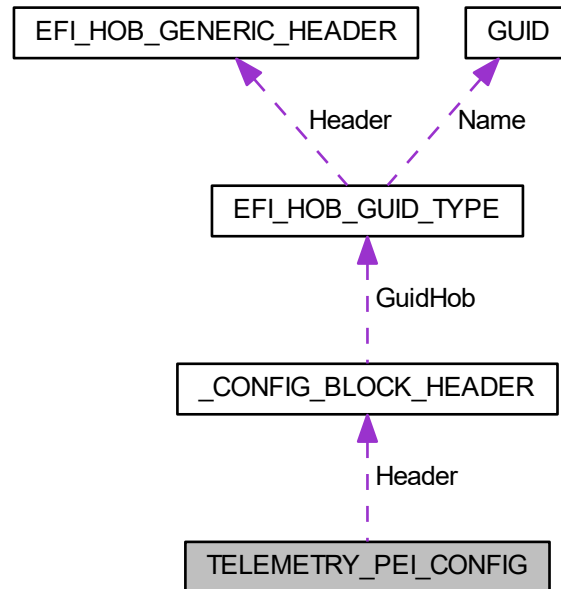 EFI_HOB_GENERIC_HEADER
GUID
Header
Name
EFI_HOB_GUID_TYPE
GuidHob
_CONFIG_BLOCK_HEADER
Header
TELEMETRY_PEI_CONFIG